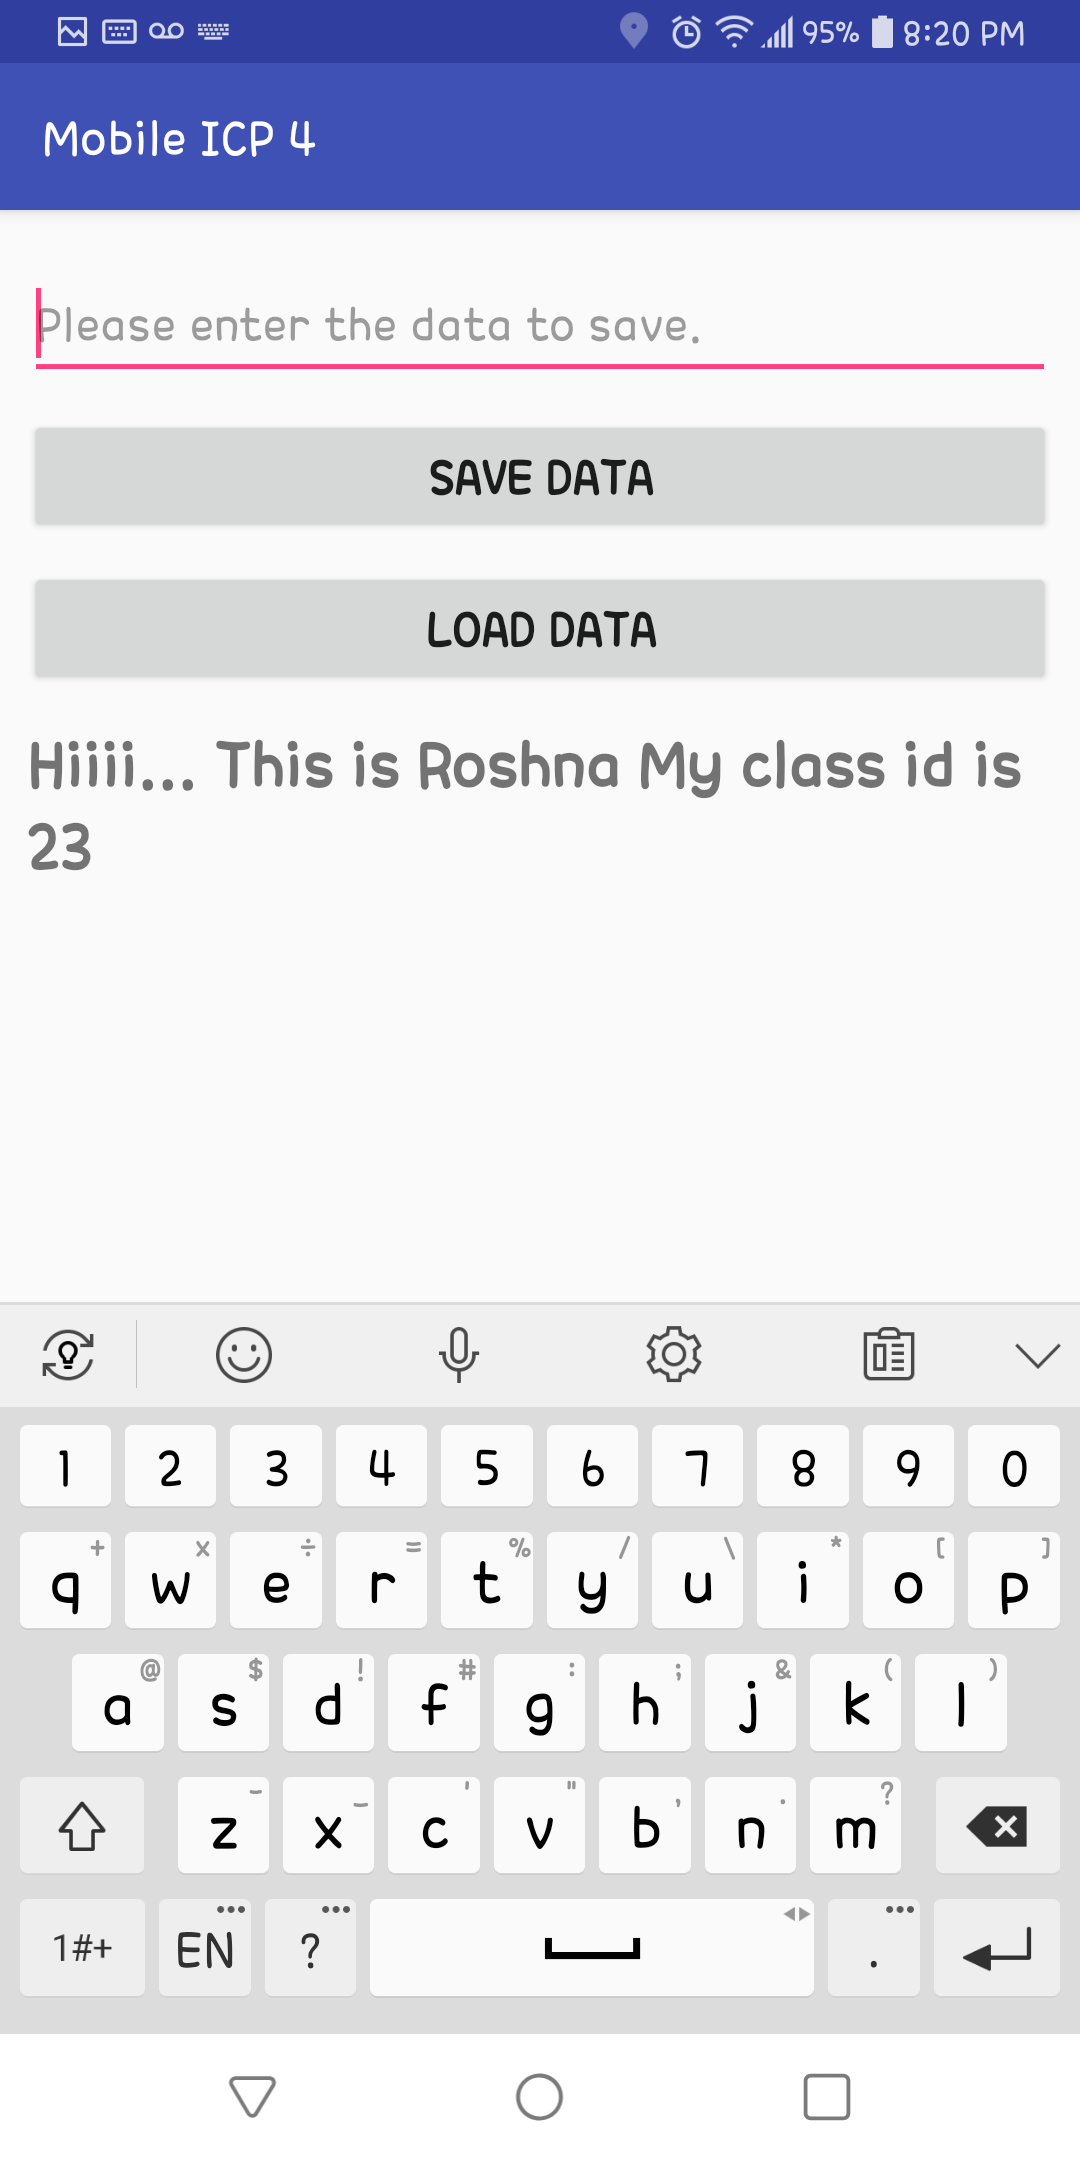 95% 8:20 PM
Mobile ICP 4
Please enter the data to save.
SAVE DATA
LOAD DATA
Hiiii... This is Roshna My class id is
23
1 2 3 4 5 6 7 8 9 0
+ × ÷ = % / \ * [ ]
q w e r t y u i o p
@ $ ! # : ; & ( )
a s d f g h j k l
- _ ' " , . ?
z x c v b n m
1#+ EN ? .